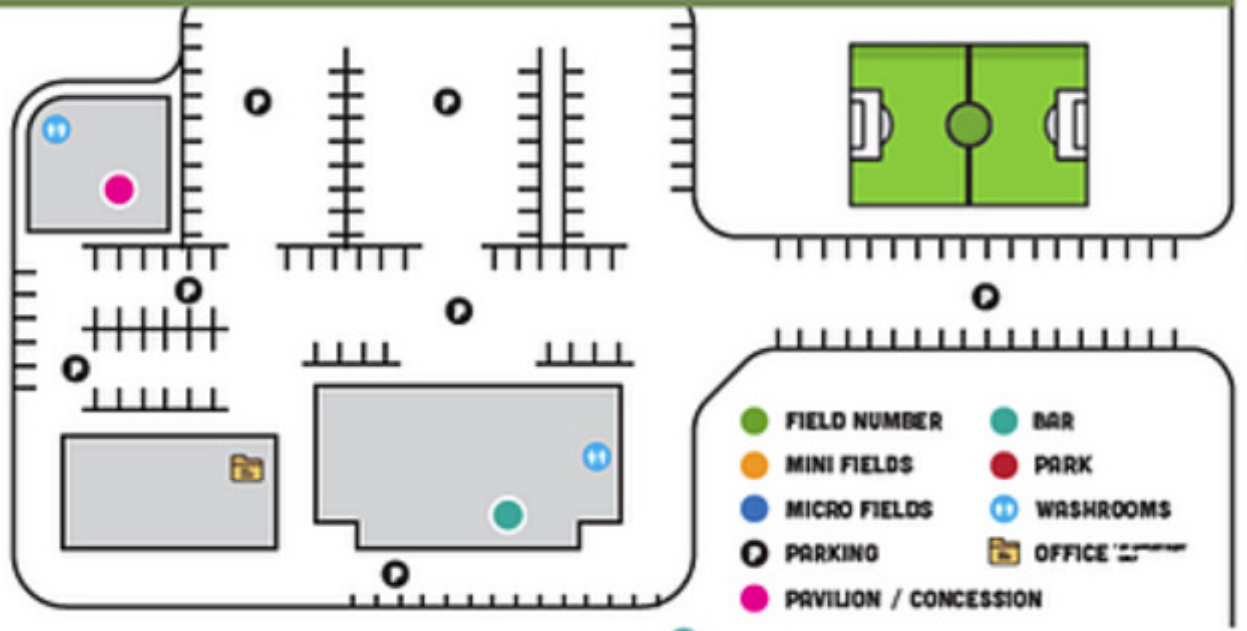 P
P
P
P
P
P
P
FIELD NUMBER
BAR
MINI FIELDS
PARK
MICRO FIELDS
WASHROOMS
P PARKING
OFFICE
PAVILION / CONCESSION